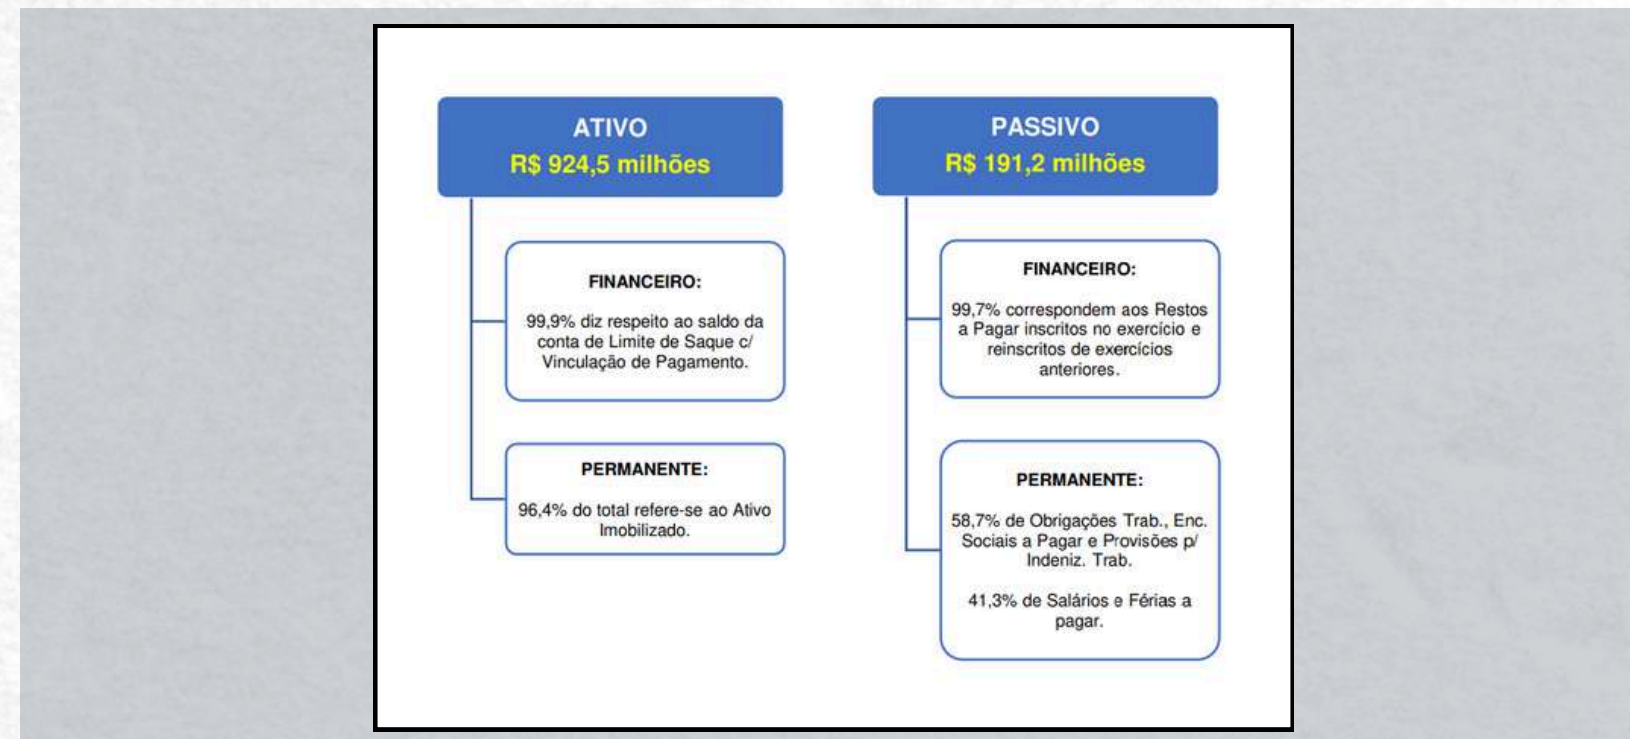 ATIVO
R$ 924,5 milhões
FINANCEIRO:
99,9% diz respeito ao saldo da
conta de Limite de Saque c/
Vinculação de Pagamento.
PERMANENTE:
96,4% do total refere-se ao Ativo
Imobilizado.
PASSIVO
R$ 191,2 milhões
FINANCEIRO:
99,7% correspondem aos Restos
a Pagar inscritos no exercício e
reinscritos de exercícios
anteriores.
PERMANENTE:
58,7% de Obrigações Trab., Enc.
Sociais a Pagar e Provisões p/
Indeniz. Trab.
41,3% de Salários e Férias a
pagar.